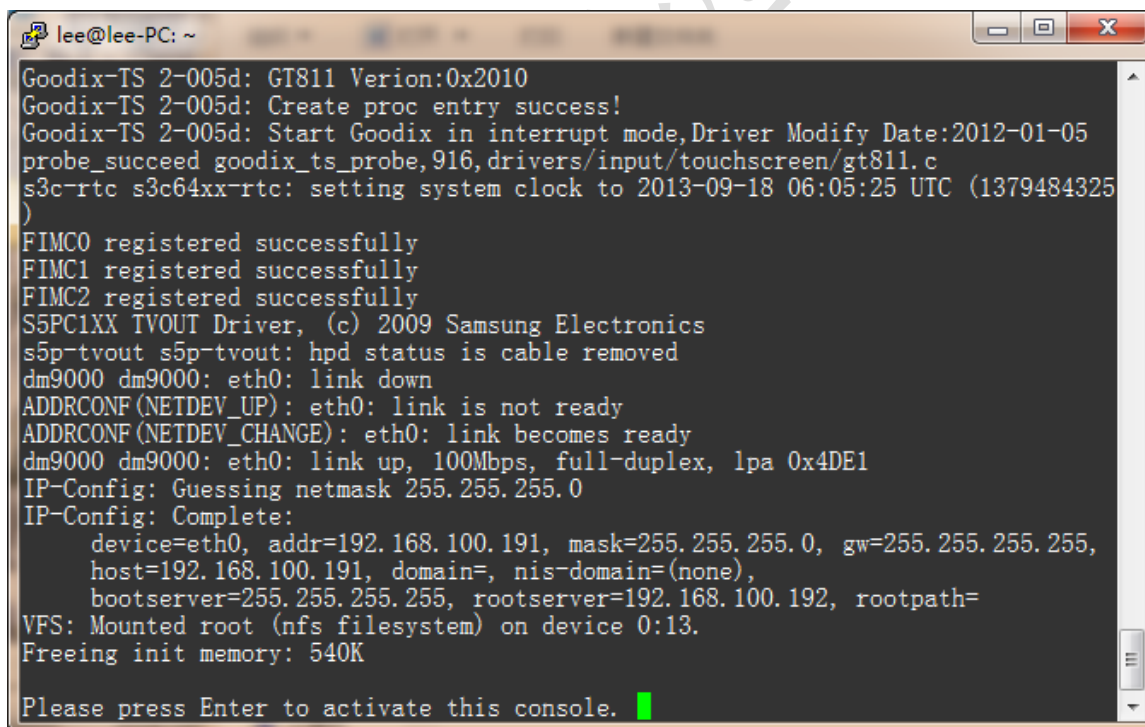 lee@lee-PC: ~
Goodix-TS 2-005d: GT811 Verion:0x2010
Goodix-TS 2-005d: Create proc entry success!
Goodix-TS 2-005d: Start Goodix in interrupt mode,Driver Modify Date:2012-01-05
probe_succeed goodix_ts_probe,916,drivers/input/touchscreen/gt811.c
s3c-rtc s3c64xx-rtc: setting system clock to 2013-09-18 06:05:25 UTC (1379484325
)
FIMC0 registered successfully
FIMC1 registered successfully
FIMC2 registered successfully
S5PC1XX TVOUT Driver, (c) 2009 Samsung Electronics
s5p-tvout s5p-tvout: hpd status is cable removed
dm9000 dm9000: eth0: link down
ADDRCONF(NETDEV_UP): eth0: link is not ready
ADDRCONF(NETDEV_CHANGE): eth0: link becomes ready
dm9000 dm9000: eth0: link up, 100Mbps, full-duplex, lpa 0x4DE1
IP-Config: Guessing netmask 255.255.255.0
IP-Config: Complete:
     device=eth0, addr=192.168.100.191, mask=255.255.255.0, gw=255.255.255.255,
     host=192.168.100.191, domain=, nis-domain=(none),
     bootserver=255.255.255.255, rootserver=192.168.100.192, rootpath=
VFS: Mounted root (nfs filesystem) on device 0:13.
Freeing init memory: 540K
Please press Enter to activate this console.